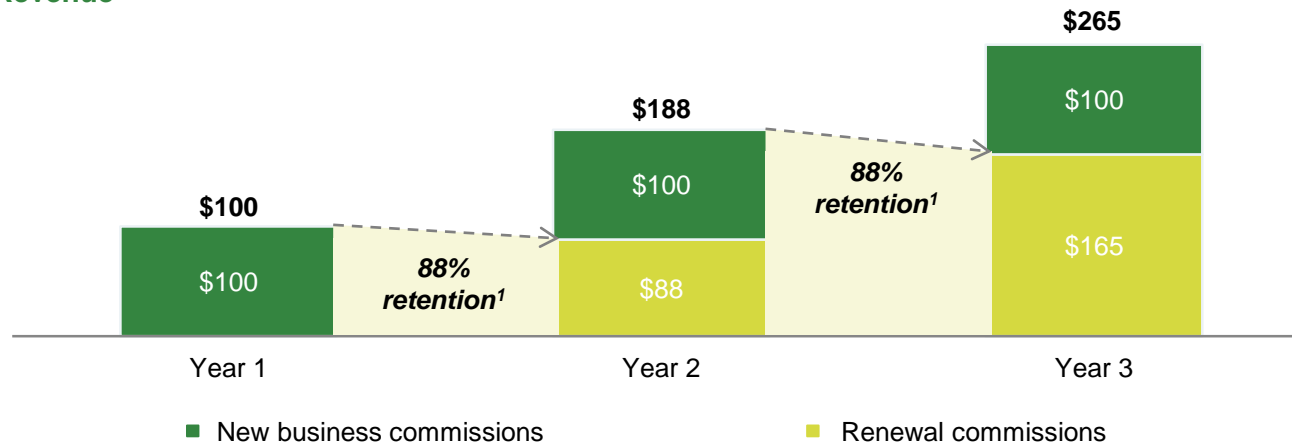 Revenue
$265
$100
$188
88%
retention1
$100
$100
$165
$100
88%
retention1
$88
Year 1
Year 2
Year 3
New business commissions
Renewal commissions